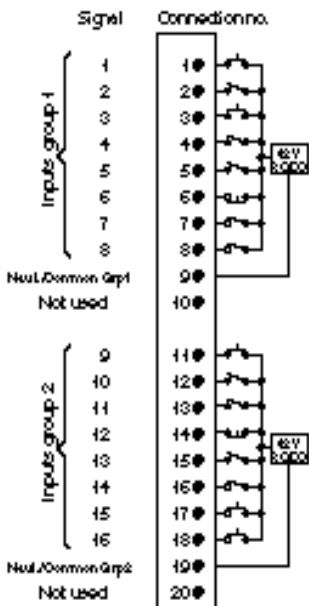 Signal Connection no.
Inputs group 1
1 1
2 2
3 3
4 4
5 5
6 6
7 7
8 8
Neut./Common Grp1 9
Not used 10
Inputs group 2
9 11
10 12
11 13
12 14
13 15
14 16
15 17
16 18
Neut./Common Grp2 19
Not used 20